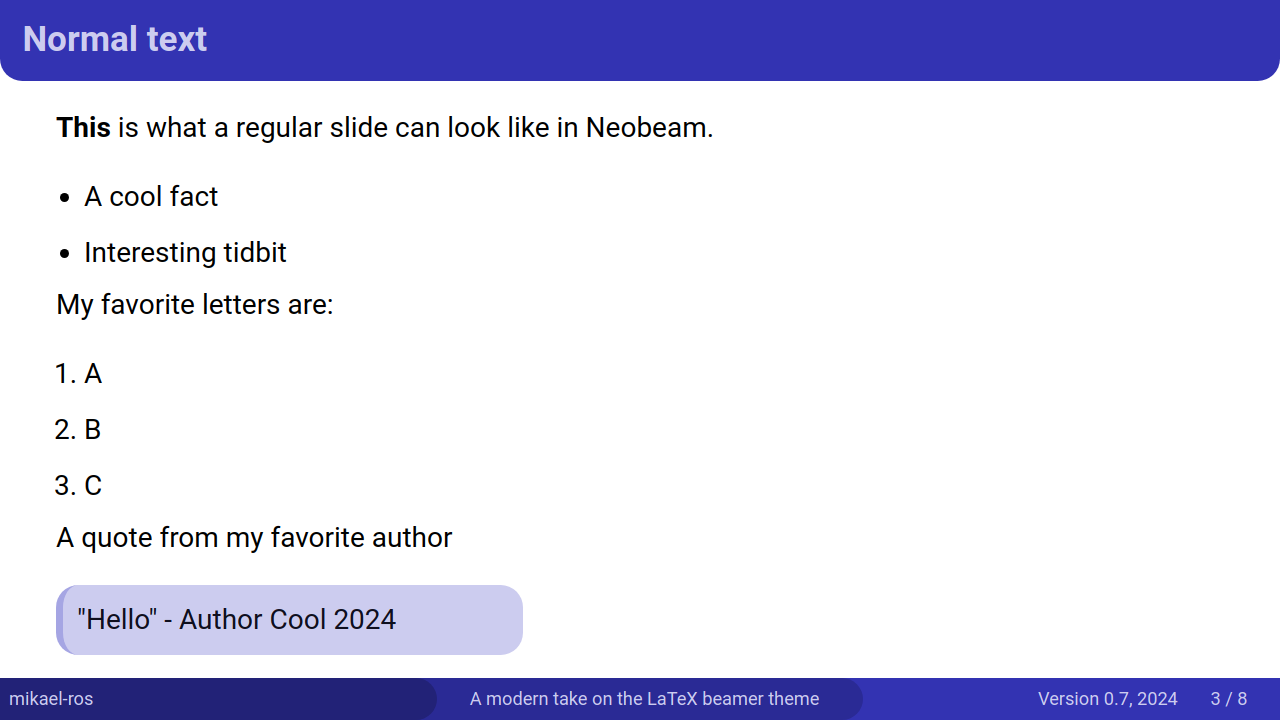 Normal text
This is what a regular slide can look like in Neobeam.
• A cool fact
• Interesting tidbit
My favorite letters are:
1. A
2. B
3. C
A quote from my favorite author
"Hello" - Author Cool 2024
mikael-ros
A modern take on the LaTeX beamer theme
Version 0.7, 2024
3 / 8